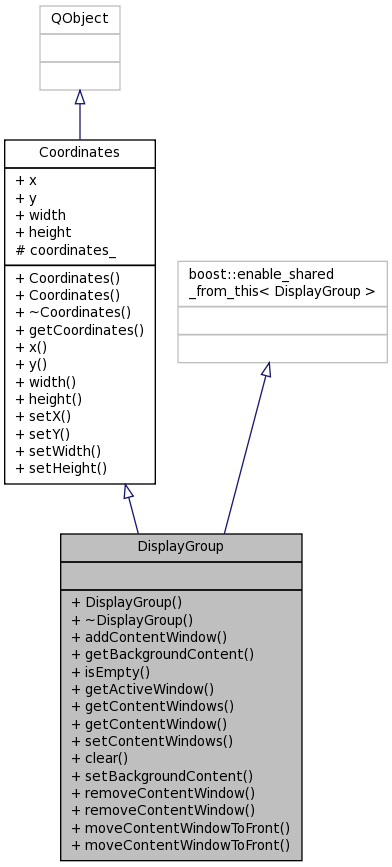 QObject
Coordinates
+ x
+ y
+ width
+ height
# coordinates_
+ Coordinates()
+ Coordinates()
+ ~Coordinates()
+ getCoordinates()
+ x()
+ y()
+ width()
+ height()
+ setX()
+ setY()
+ setWidth()
+ setHeight()
boost::enable_shared
_from_this< DisplayGroup >
DisplayGroup
+ DisplayGroup()
+ ~DisplayGroup()
+ addContentWindow()
+ getBackgroundContent()
+ isEmpty()
+ getActiveWindow()
+ getContentWindows()
+ getContentWindow()
+ setContentWindows()
+ clear()
+ setBackgroundContent()
+ removeContentWindow()
+ removeContentWindow()
+ moveContentWindowToFront()
+ moveContentWindowToFront()